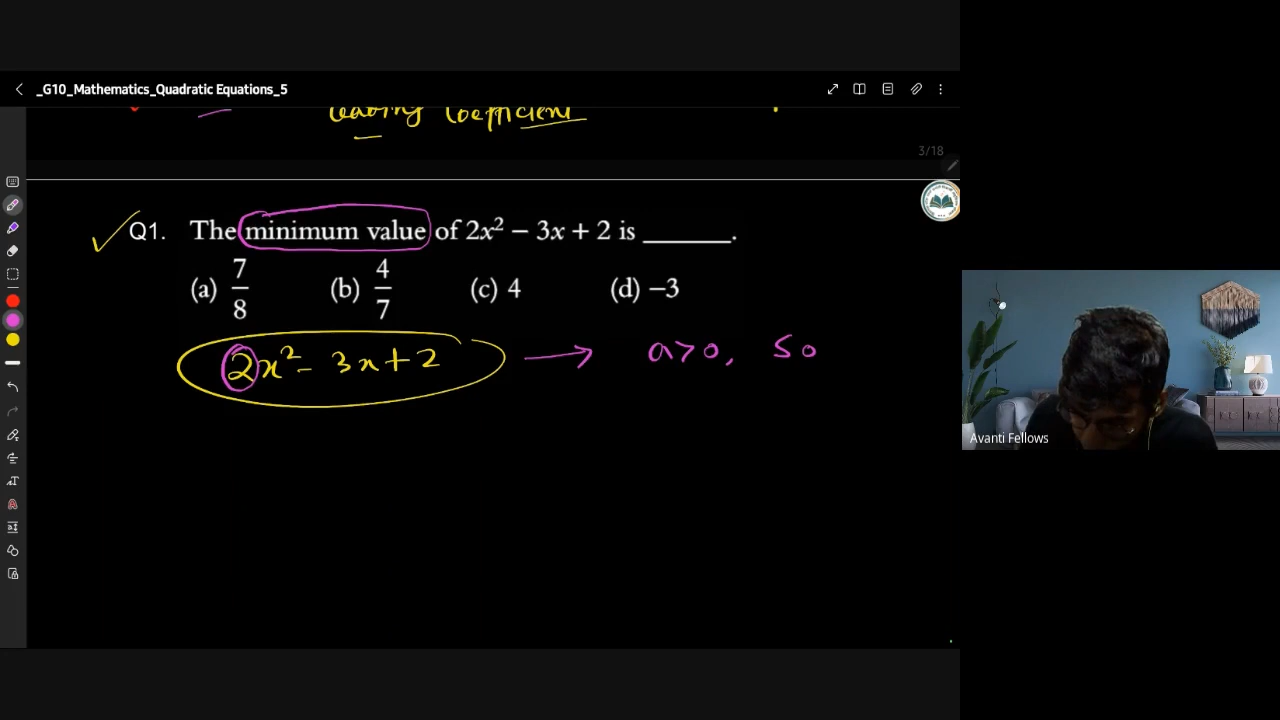 _G10_Mathematics_Quadratic Equations_5
leading Coefficient
3/18
Q1. The minimum value of 2x² − 3x + 2 is ______.
(a) 7/8 (b) 4/7 (c) 4 (d) −3
2x² - 3x + 2 → a>0, So
Avanti Fellows